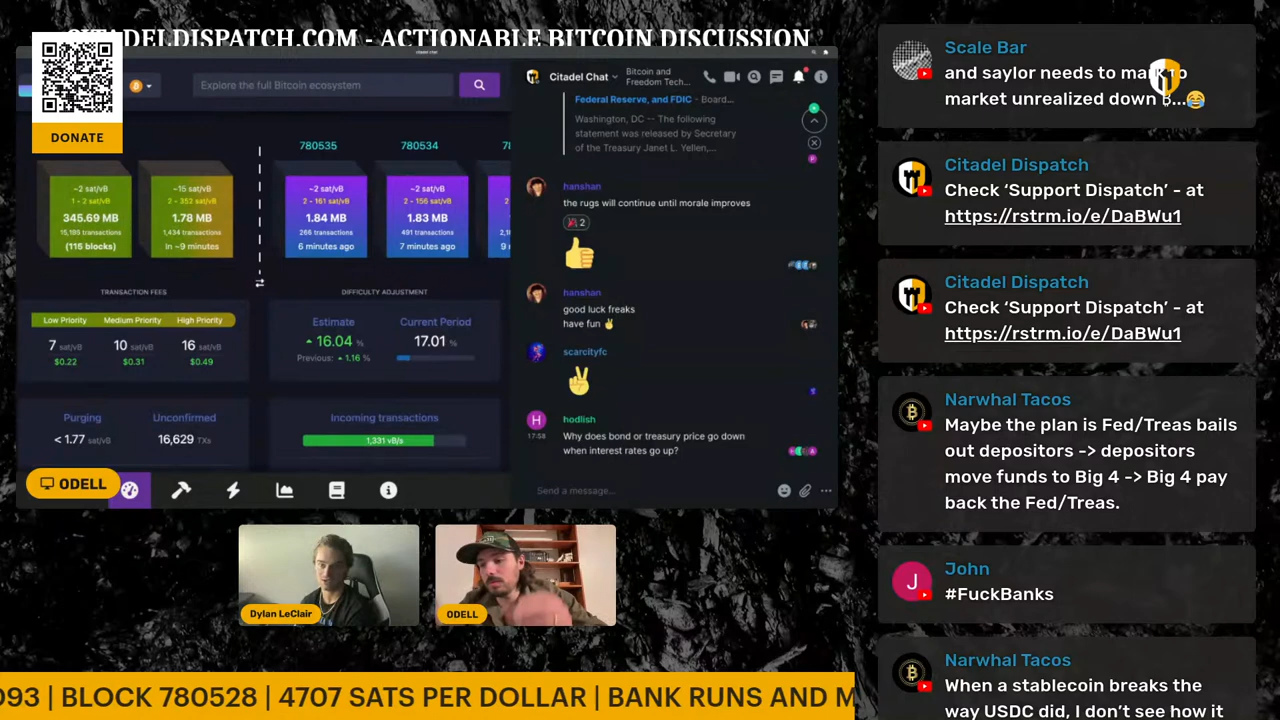 CITADELDISPATCH.COM - ACTIONABLE BITCOIN DISCUSSION
DONATE
Explore the full Bitcoin ecosystem
780535
780534
~2 sat/vB
1 - 2 sat/vB
345.69 MB
15,193 transactions
(115 blocks)
~15 sat/vB
2 - 352 sat/vB
1.78 MB
1,434 transactions
In ~9 minutes
~2 sat/vB
2 - 161 sat/vB
1.84 MB
266 transactions
6 minutes ago
~2 sat/vB
2 - 156 sat/vB
1.83 MB
491 transactions
7 minutes ago
TRANSACTION FEES
Low Priority
Medium Priority
High Priority
7 sat/vB
10 sat/vB
16 sat/vB
$0.22
$0.31
$0.49
DIFFICULTY ADJUSTMENT
Estimate
Current Period
16.04 %
17.01 %
Previous: 1.16 %
Purging
Unconfirmed
< 1.77 sat/vB
16,629 TXs
Incoming transactions
1,331 vB/s
ODELL
Citadel Chat
Bitcoin and
Freedom Tech...
Federal Reserve, and FDIC - Board...
Washington, DC -- The following
statement was released by Secretary
of the Treasury Janet L. Yellen,...
hanshan
the rugs will continue until morale improves
2
👍
hanshan
good luck freaks
have fun ✌
scarcityfc
✌
H
hodlish
17:58
Why does bond or treasury price go down
when interest rates go up?
Send a message...
Dylan LeClair
ODELL
093 | BLOCK 780528 | 4707 SATS PER DOLLAR | BANK RUNS AND M
Scale Bar
and saylor needs to mark to
market unrealized down ₿...😂
Citadel Dispatch
Check ‘Support Dispatch’ - at
https://rstrm.io/e/DaBWu1
Citadel Dispatch
Check ‘Support Dispatch’ - at
https://rstrm.io/e/DaBWu1
Narwhal Tacos
Maybe the plan is Fed/Treas bails
out depositors -> depositors
move funds to Big 4 -> Big 4 pay
back the Fed/Treas.
J
John
#FuckBanks
Narwhal Tacos
When a stablecoin breaks the
way USDC did, I don’t see how it